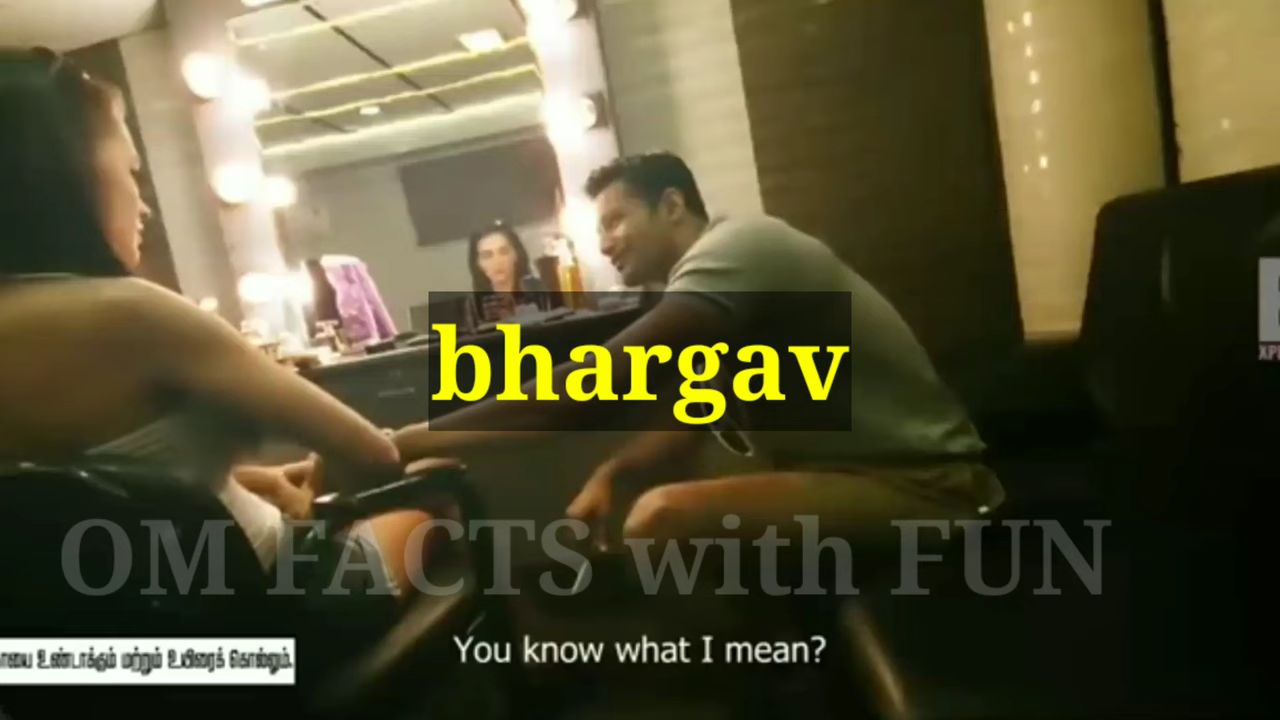 bhargav
OM FACTS with FUN
You know what I mean?
உண்டாக்கும் மற்றும் உயிரைக் கொல்லும்.